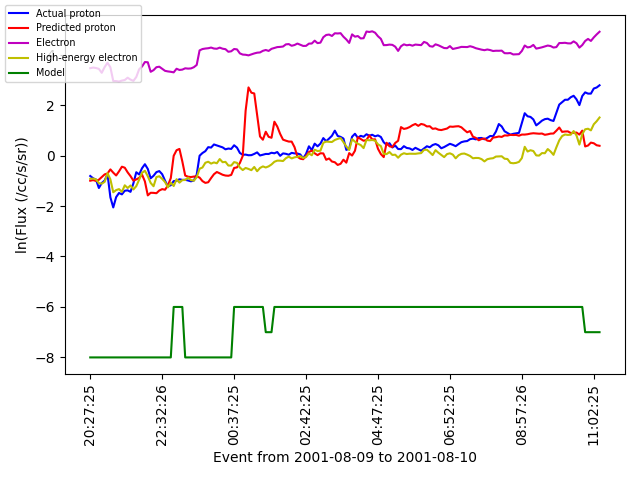 Actual proton
Predicted proton
Electron
High-energy electron
Model
2
0
−2
−4
−6
−8
ln(Flux (/cc/s/sr))
20:27:25
22:32:26
00:37:25
02:42:25
04:47:25
06:52:25
08:57:26
11:02:25
Event from 2001-08-09 to 2001-08-10